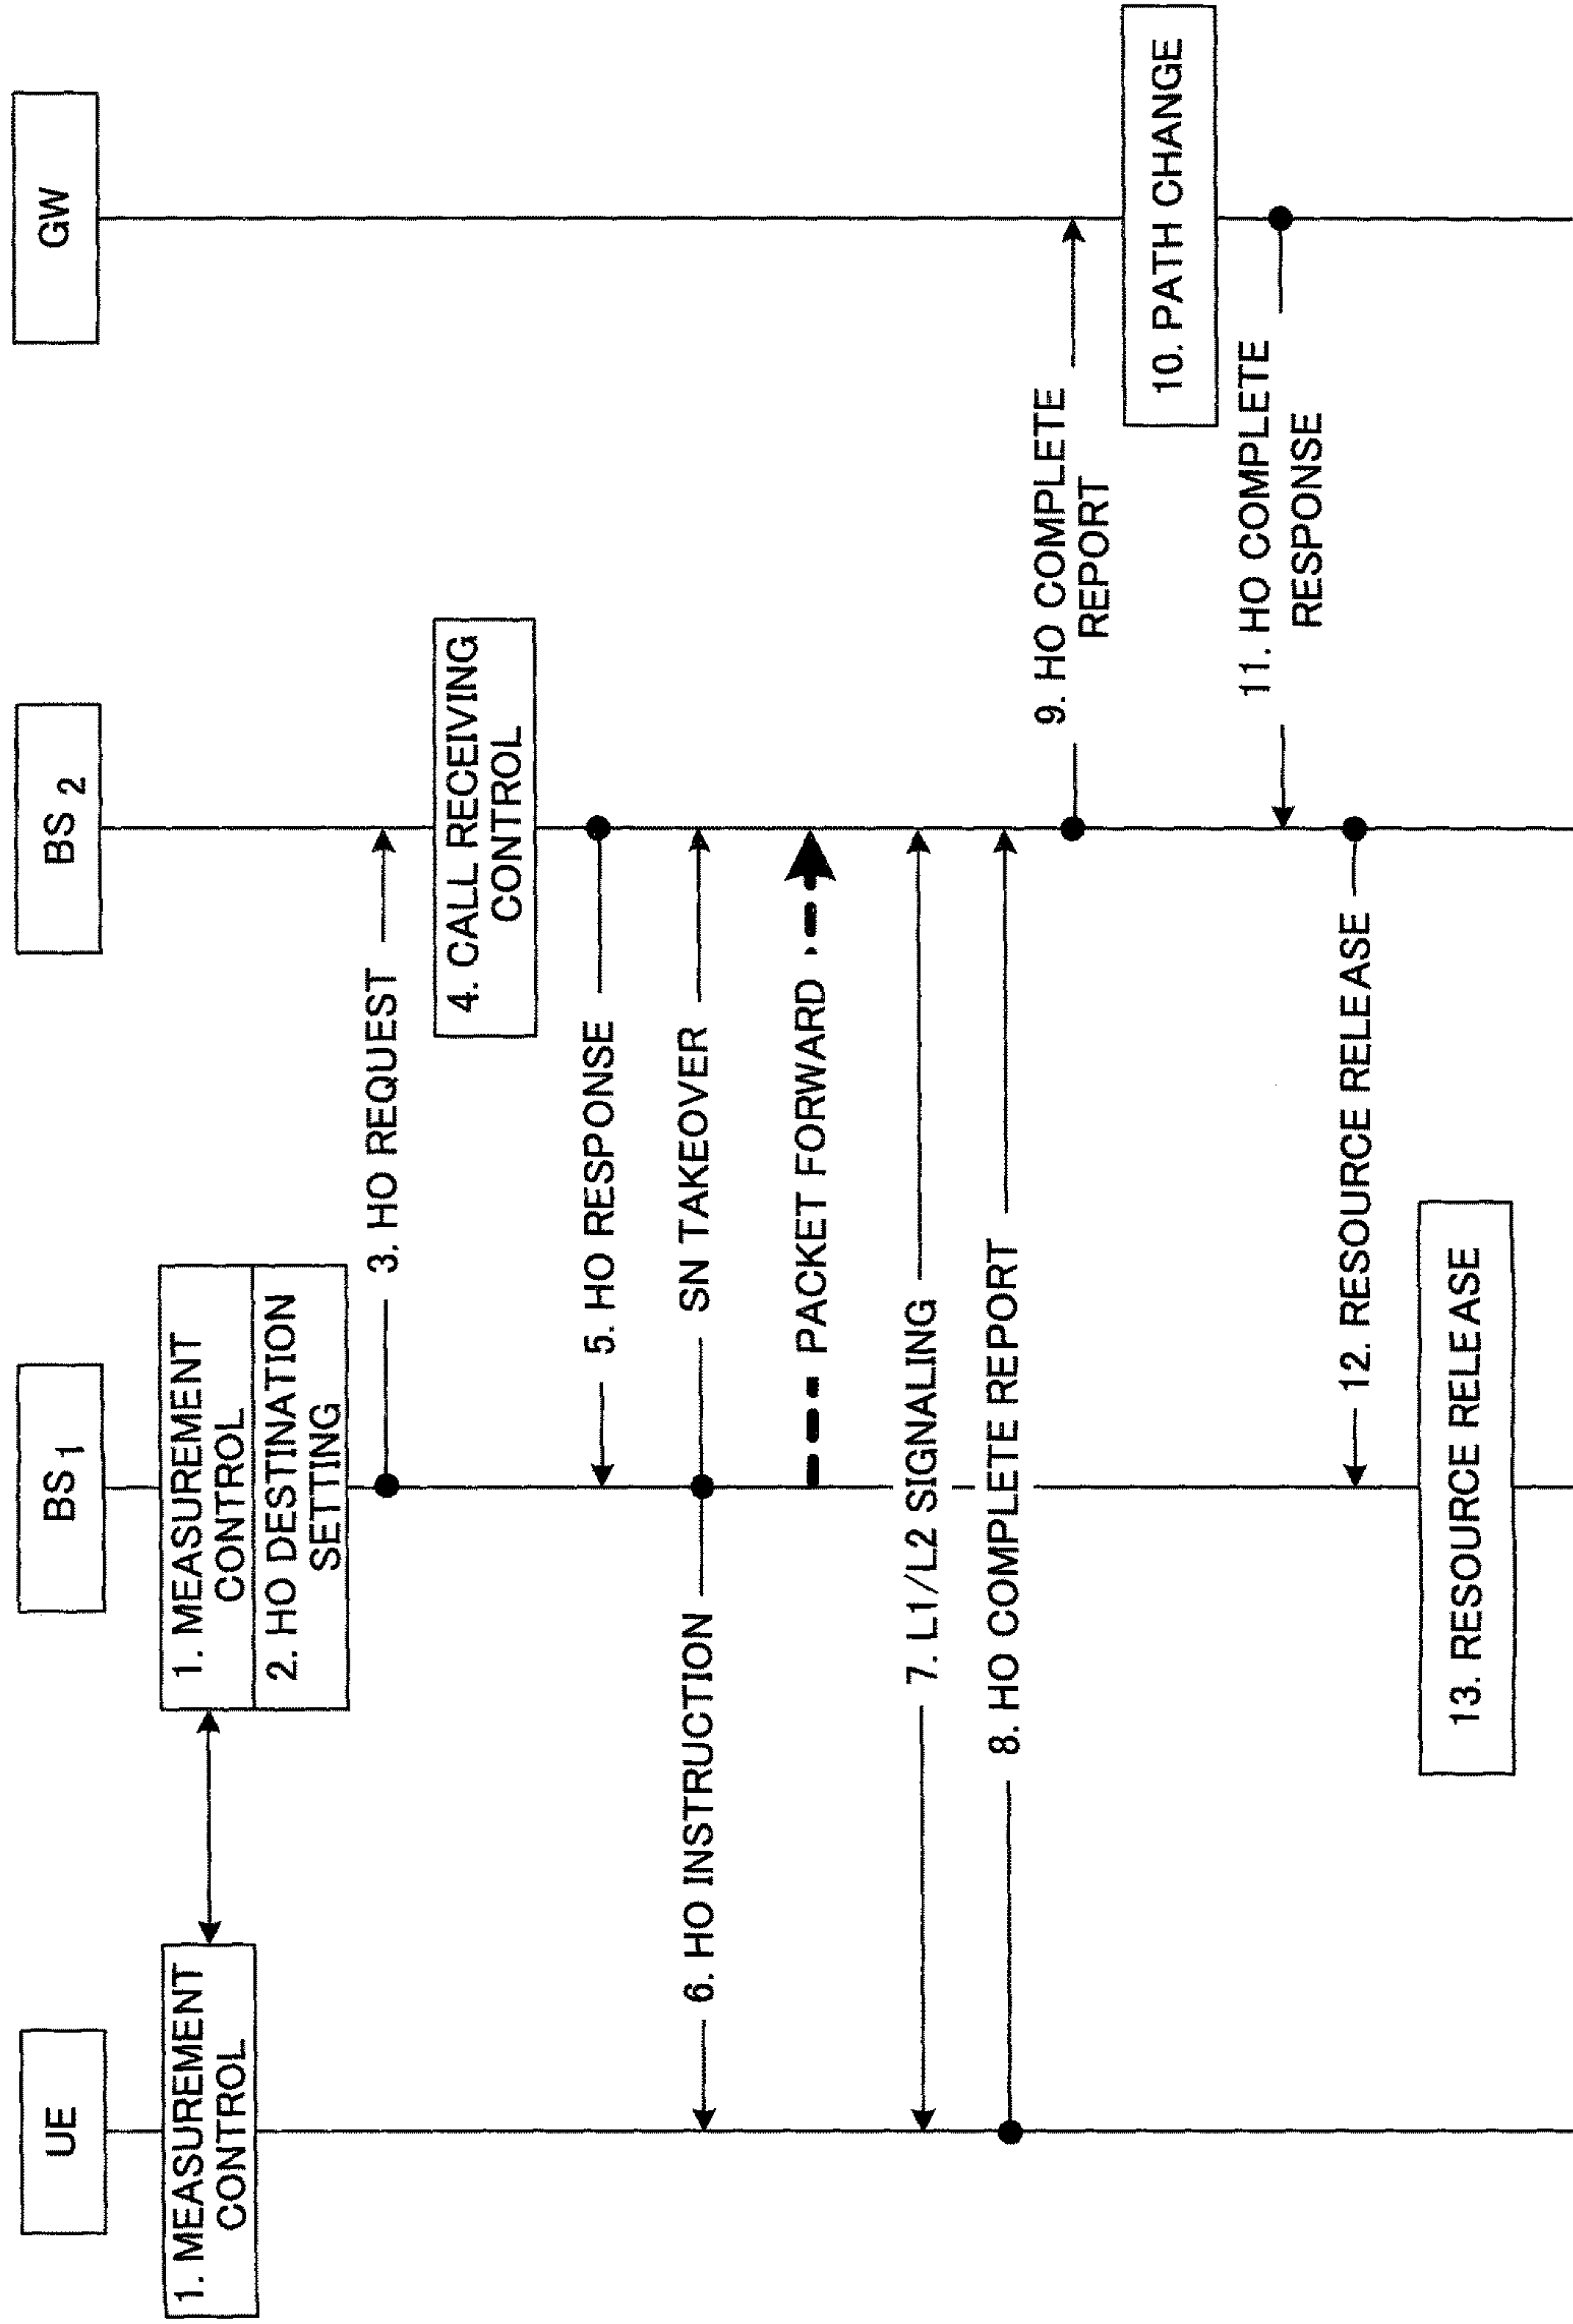 UE
BS 1
BS 2
GW
1. MEASUREMENT
CONTROL
1. MEASUREMENT
CONTROL
2. HO DESTINATION
SETTING
3. HO REQUEST
4. CALL RECEIVING
CONTROL
5. HO RESPONSE
6. HO INSTRUCTION
SN TAKEOVER
PACKET FORWARD
7. L1/L2 SIGNALING
8. HO COMPLETE REPORT
9. HO COMPLETE
REPORT
10. PATH CHANGE
11. HO COMPLETE
RESPONSE
12. RESOURCE RELEASE
13. RESOURCE RELEASE